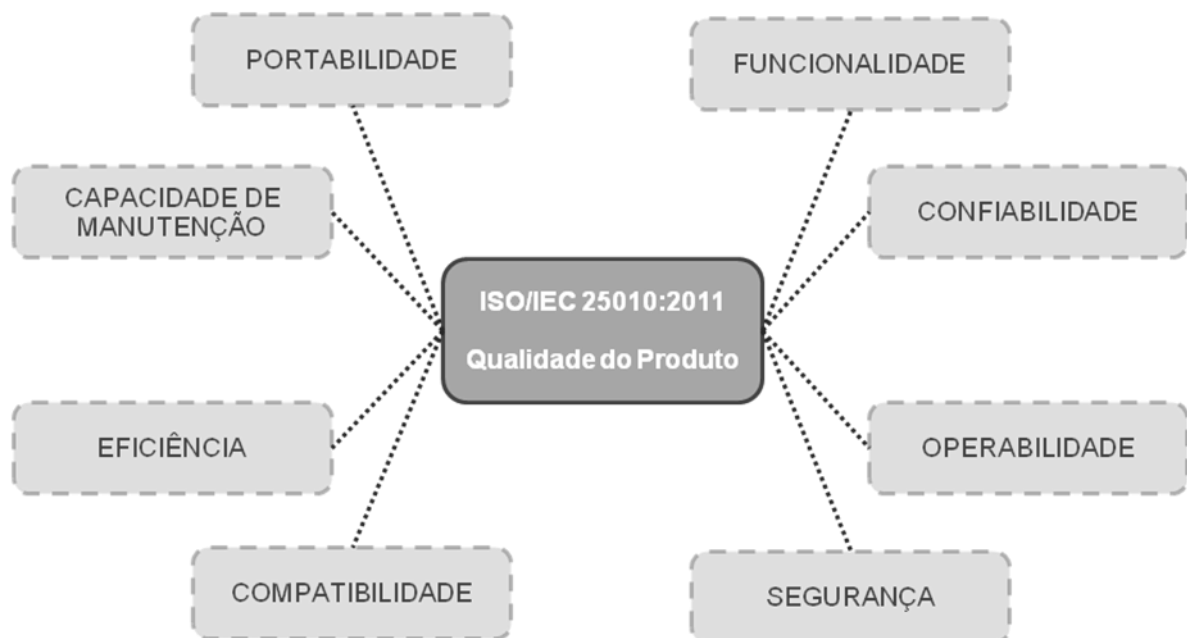 PORTABILIDADE
FUNCIONALIDADE
CAPACIDADE DE
MANUTENÇÃO
CONFIABILIDADE
ISO/IEC 25010:2011
Qualidade do Produto
EFICIÊNCIA
OPERABILIDADE
COMPATIBILIDADE
SEGURANÇA